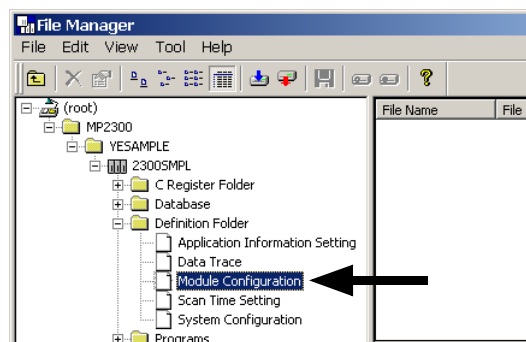 File Manager
File Edit View Tool Help
(root)
File Name File
MP2300
YESAMPLE
2300SMPL
C Register Folder
Database
Definition Folder
Application Information Setting
Data Trace
Module Configuration
Scan Time Setting
System Configuration
Programs